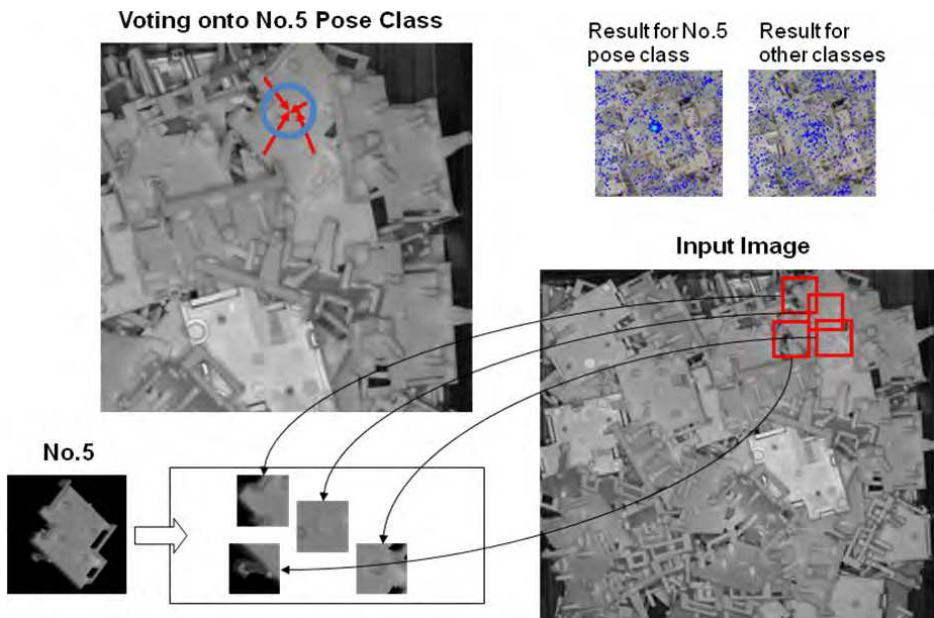 Voting onto No.5 Pose Class
Result for No.5
pose class
Result for
other classes
Input Image
No.5